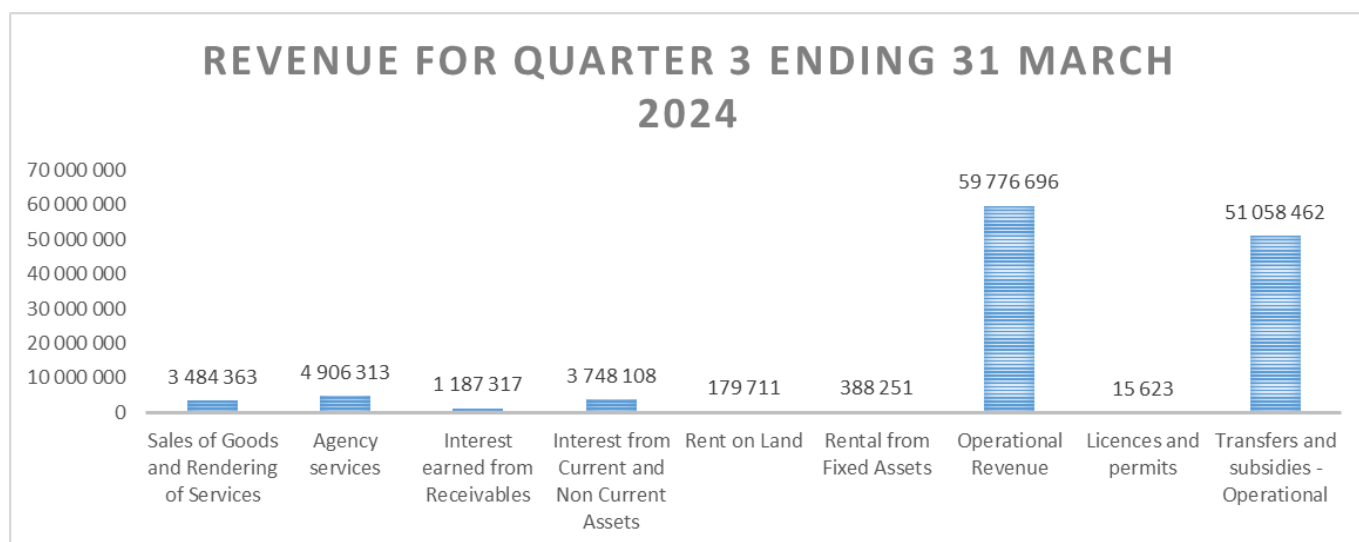 REVENUE FOR QUARTER 3 ENDING 31 MARCH
2024
70 000 000
60 000 000
50 000 000
40 000 000
30 000 000
20 000 000
10 000 000
0
3 484 363
4 906 313
1 187 317
3 748 108
179 711
388 251
59 776 696
15 623
51 058 462
Sales of Goods
and Rendering
of Services
Agency
services
Interest
earned from
Receivables
Interest from
Current and
Non Current
Assets
Rent on Land
Rental from
Fixed Assets
Operational
Revenue
Licences and
permits
Transfers and
subsidies -
Operational